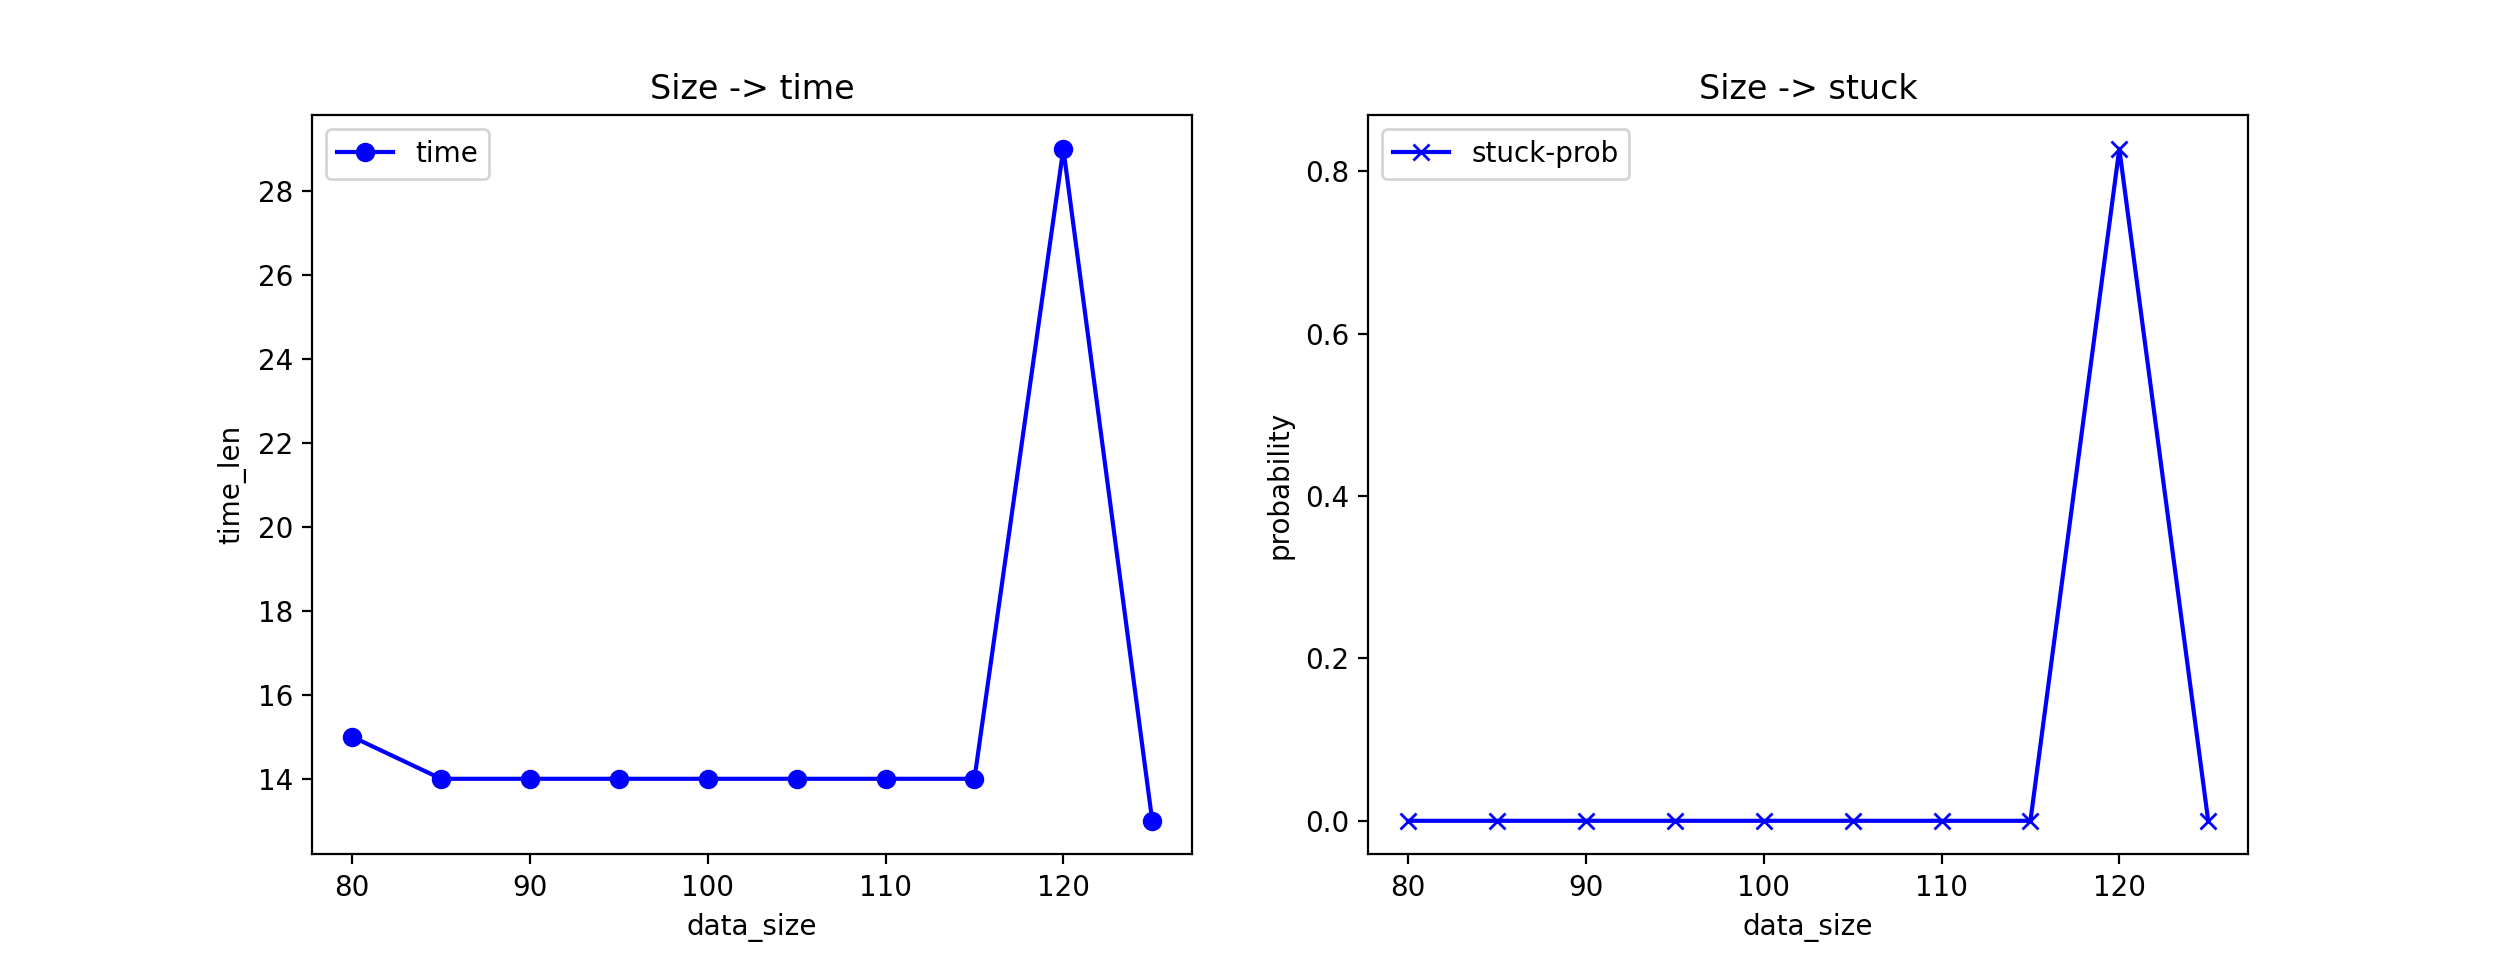 Size -> time
time
28
26
24
22
20
18
16
14
time_len
80 90 100 110 120
data_size
Size -> stuck
stuck-prob
0.8
0.6
0.4
0.2
0.0
probability
80 90 100 110 120
data_size